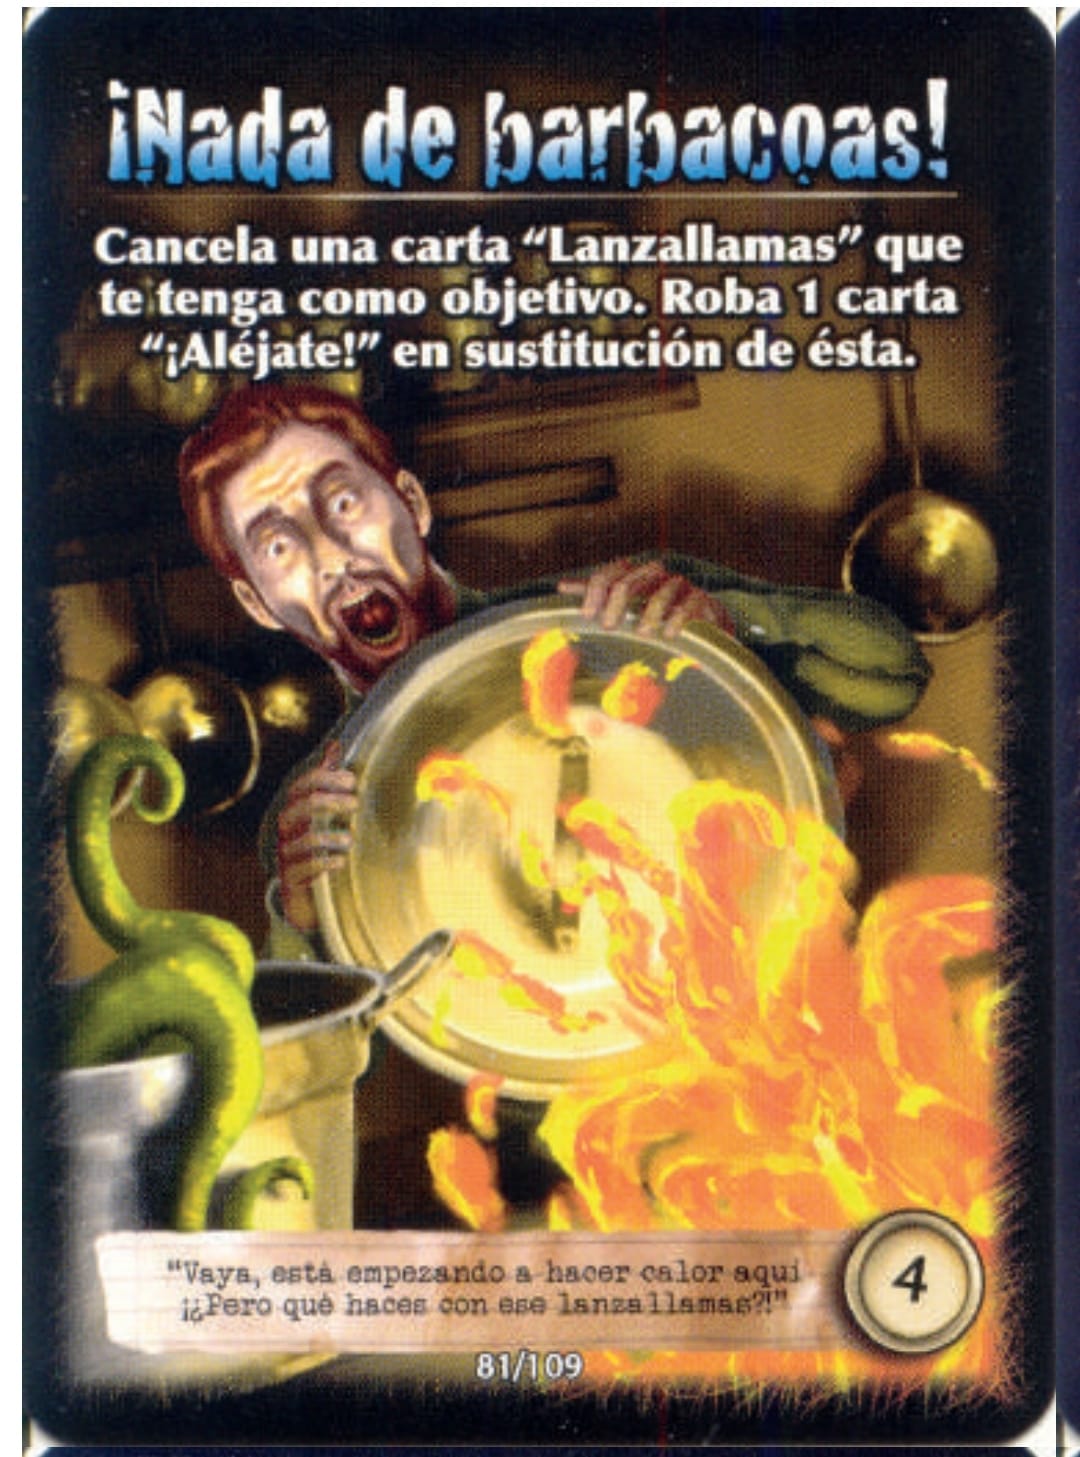 ¡Nada de barbacoas!
Cancela una carta “Lanzallamas” que
te tenga como objetivo. Roba 1 carta
“¡Aléjate!” en sustitución de ésta.
“Vaya, está empezando a hacer calor aquí
¡¿Pero qué haces con ese lanzallamas?!”
4
81/109